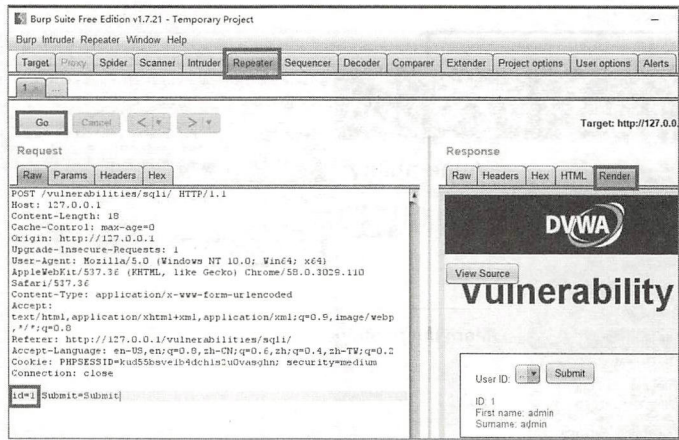 Burp Suite Free Edition v1.7.21 - Temporary Project
Burp Intruder Repeater Window Help
Target Proxy Spider Scanner Intruder Repeater Sequencer Decoder Comparer Extender Project options User options Alerts
1 × ...
Go Cancel < > Target: http://127.0.0.
Request
Response
Raw Params Headers Hex
Raw Headers Hex HTML Render
POST /vulnerabilities/sqli/ HTTP/1.1
Host: 127.0.0.1
Content-Length: 18
Cache-Control: max-age=0
Origin: http://127.0.0.1
Upgrade-Insecure-Requests: 1
User-Agent: Mozilla/5.0 (Windows NT 10.0; Win64; x64)
AppleWebKit/537.36 (KHTML, like Gecko) Chrome/58.0.3029.110
Safari/537.36
Content-Type: application/x-www-form-urlencoded
Accept:
text/html,application/xhtml+xml,application/xml;q=0.9,image/webp
,*/*;q=0.8
Referer: http://127.0.0.1/vulnerabilities/sqli/
Accept-Language: en-US,en;q=0.8,zh-CN;q=0.6,zh;q=0.4,zh-TW;q=0.2
Cookie: security=medium
Connection: close
id=1 Submit=Submit
DVWA
View Source
Vulnerability
User ID: Submit
ID: 1
First name: admin
Surname: admin